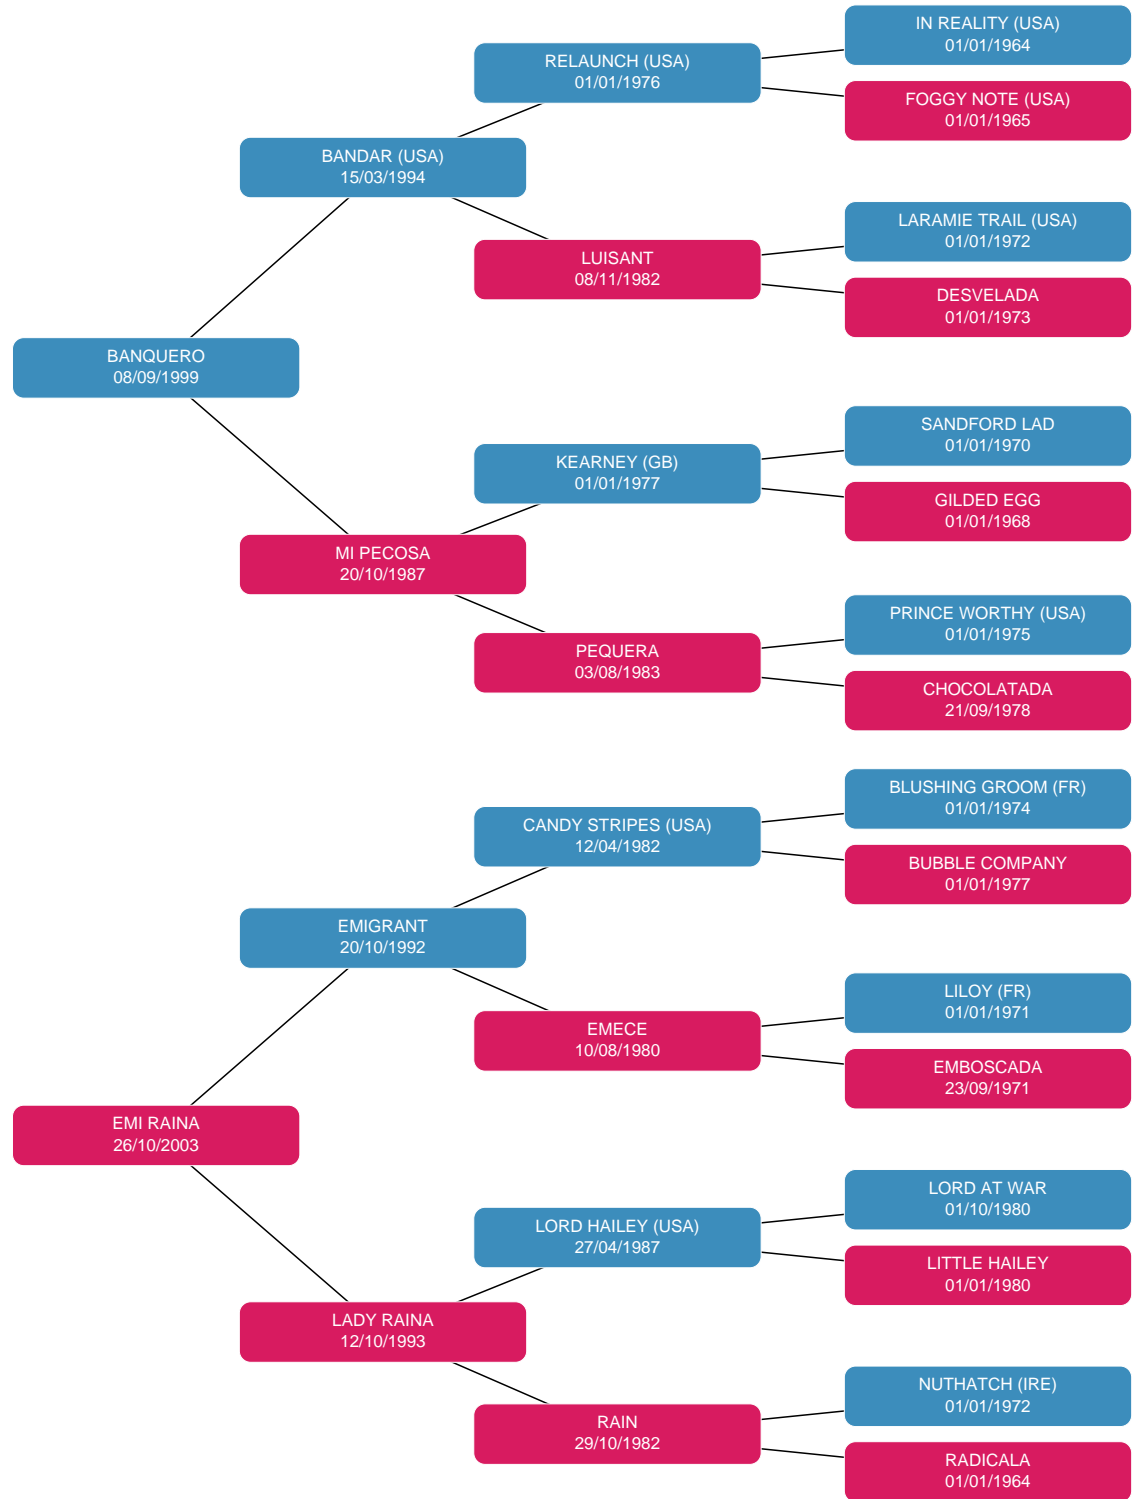 IN REALITY (USA)
01/01/1964
RELAUNCH (USA)
01/01/1976
FOGGY NOTE (USA)
01/01/1965
BANDAR (USA)
15/03/1994
LARAMIE TRAIL (USA)
01/01/1972
LUISANT
08/11/1982
DESVELADA
01/01/1973
BANQUERO
08/09/1999
SANDFORD LAD
01/01/1970
KEARNEY (GB)
01/01/1977
GILDED EGG
01/01/1968
MI PECOSA
20/10/1987
PRINCE WORTHY (USA)
01/01/1975
PEQUERA
03/08/1983
CHOCOLATADA
21/09/1978
BLUSHING GROOM (FR)
01/01/1974
CANDY STRIPES (USA)
12/04/1982
BUBBLE COMPANY
01/01/1977
EMIGRANT
20/10/1992
LILOY (FR)
01/01/1971
EMECE
10/08/1980
EMBOSCADA
23/09/1971
EMI RAINA
26/10/2003
LORD AT WAR
01/10/1980
LORD HAILEY (USA)
27/04/1987
LITTLE HAILEY
01/01/1980
LADY RAINA
12/10/1993
NUTHATCH (IRE)
01/01/1972
RAIN
29/10/1982
RADICALA
01/01/1964